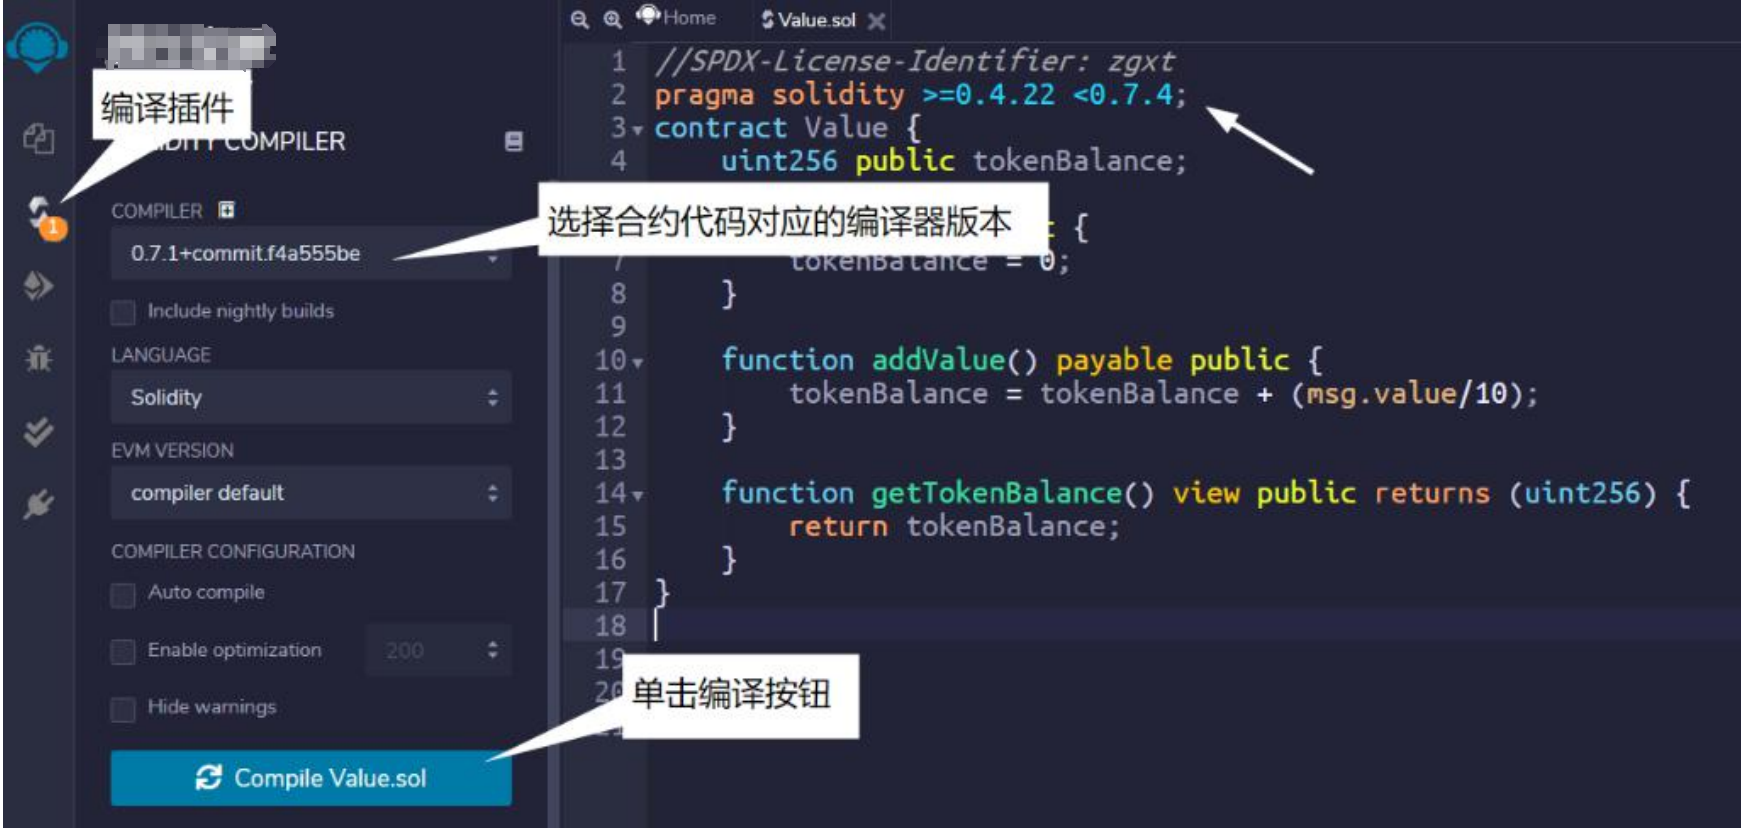 编译插件
COMPILER
COMPILER
0.7.1+commit.f4a555be
Include nightly builds
LANGUAGE
Solidity
EVM VERSION
compiler default
COMPILER CONFIGURATION
Auto compile
Enable optimization 200
Hide warnings
Compile Value.sol
选择合约代码对应的编译器版本
单击编译按钮
Home Value.sol
1 //SPDX-License-Identifier: zgxt
2 pragma solidity >=0.4.22 <0.7.4;
3 contract Value {
4 uint256 public tokenBalance;
{
7 tokenBalance = 0;
8 }
9
10 function addValue() payable public {
11 tokenBalance = tokenBalance + (msg.value/10);
12 }
13
14 function getTokenBalance() view public returns (uint256) {
15 return tokenBalance;
16 }
17 }
18
19
20
21